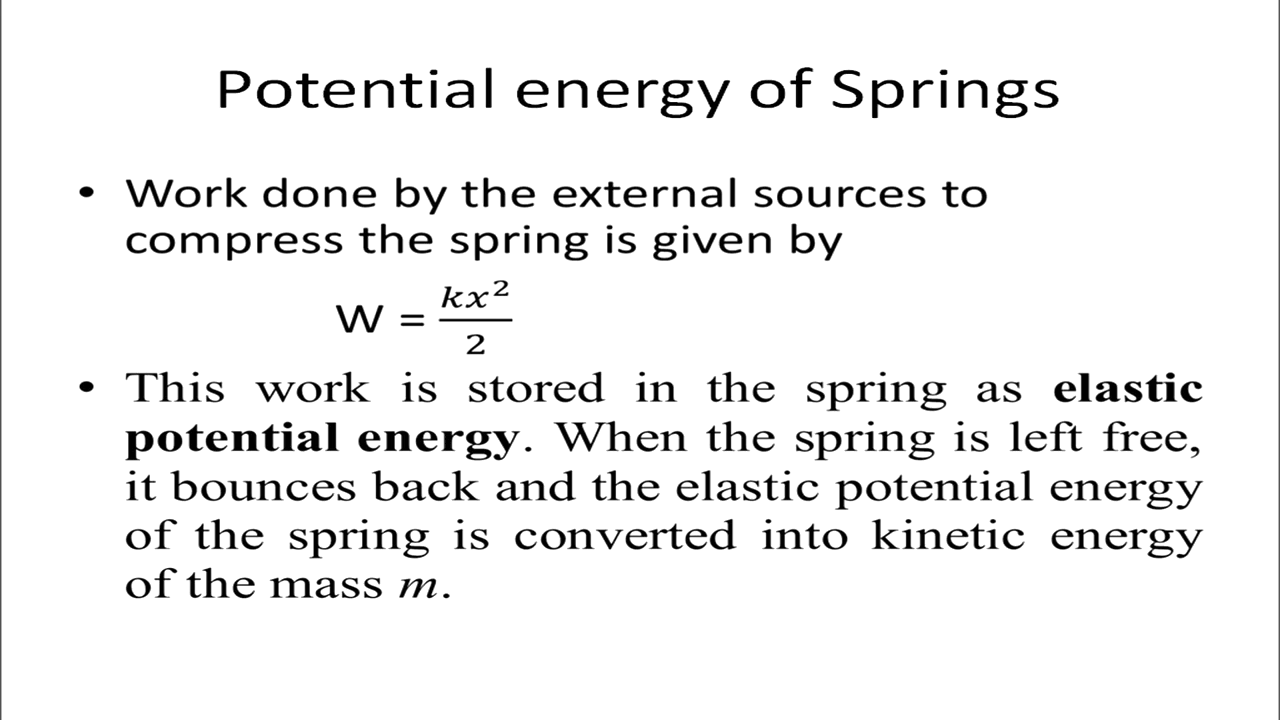 Potential energy of Springs
• Work done by the external sources to
compress the spring is given by
W = kx²/2
• This work is stored in the spring as elastic
potential energy. When the spring is left free,
it bounces back and the elastic potential energy
of the spring is converted into kinetic energy
of the mass m.